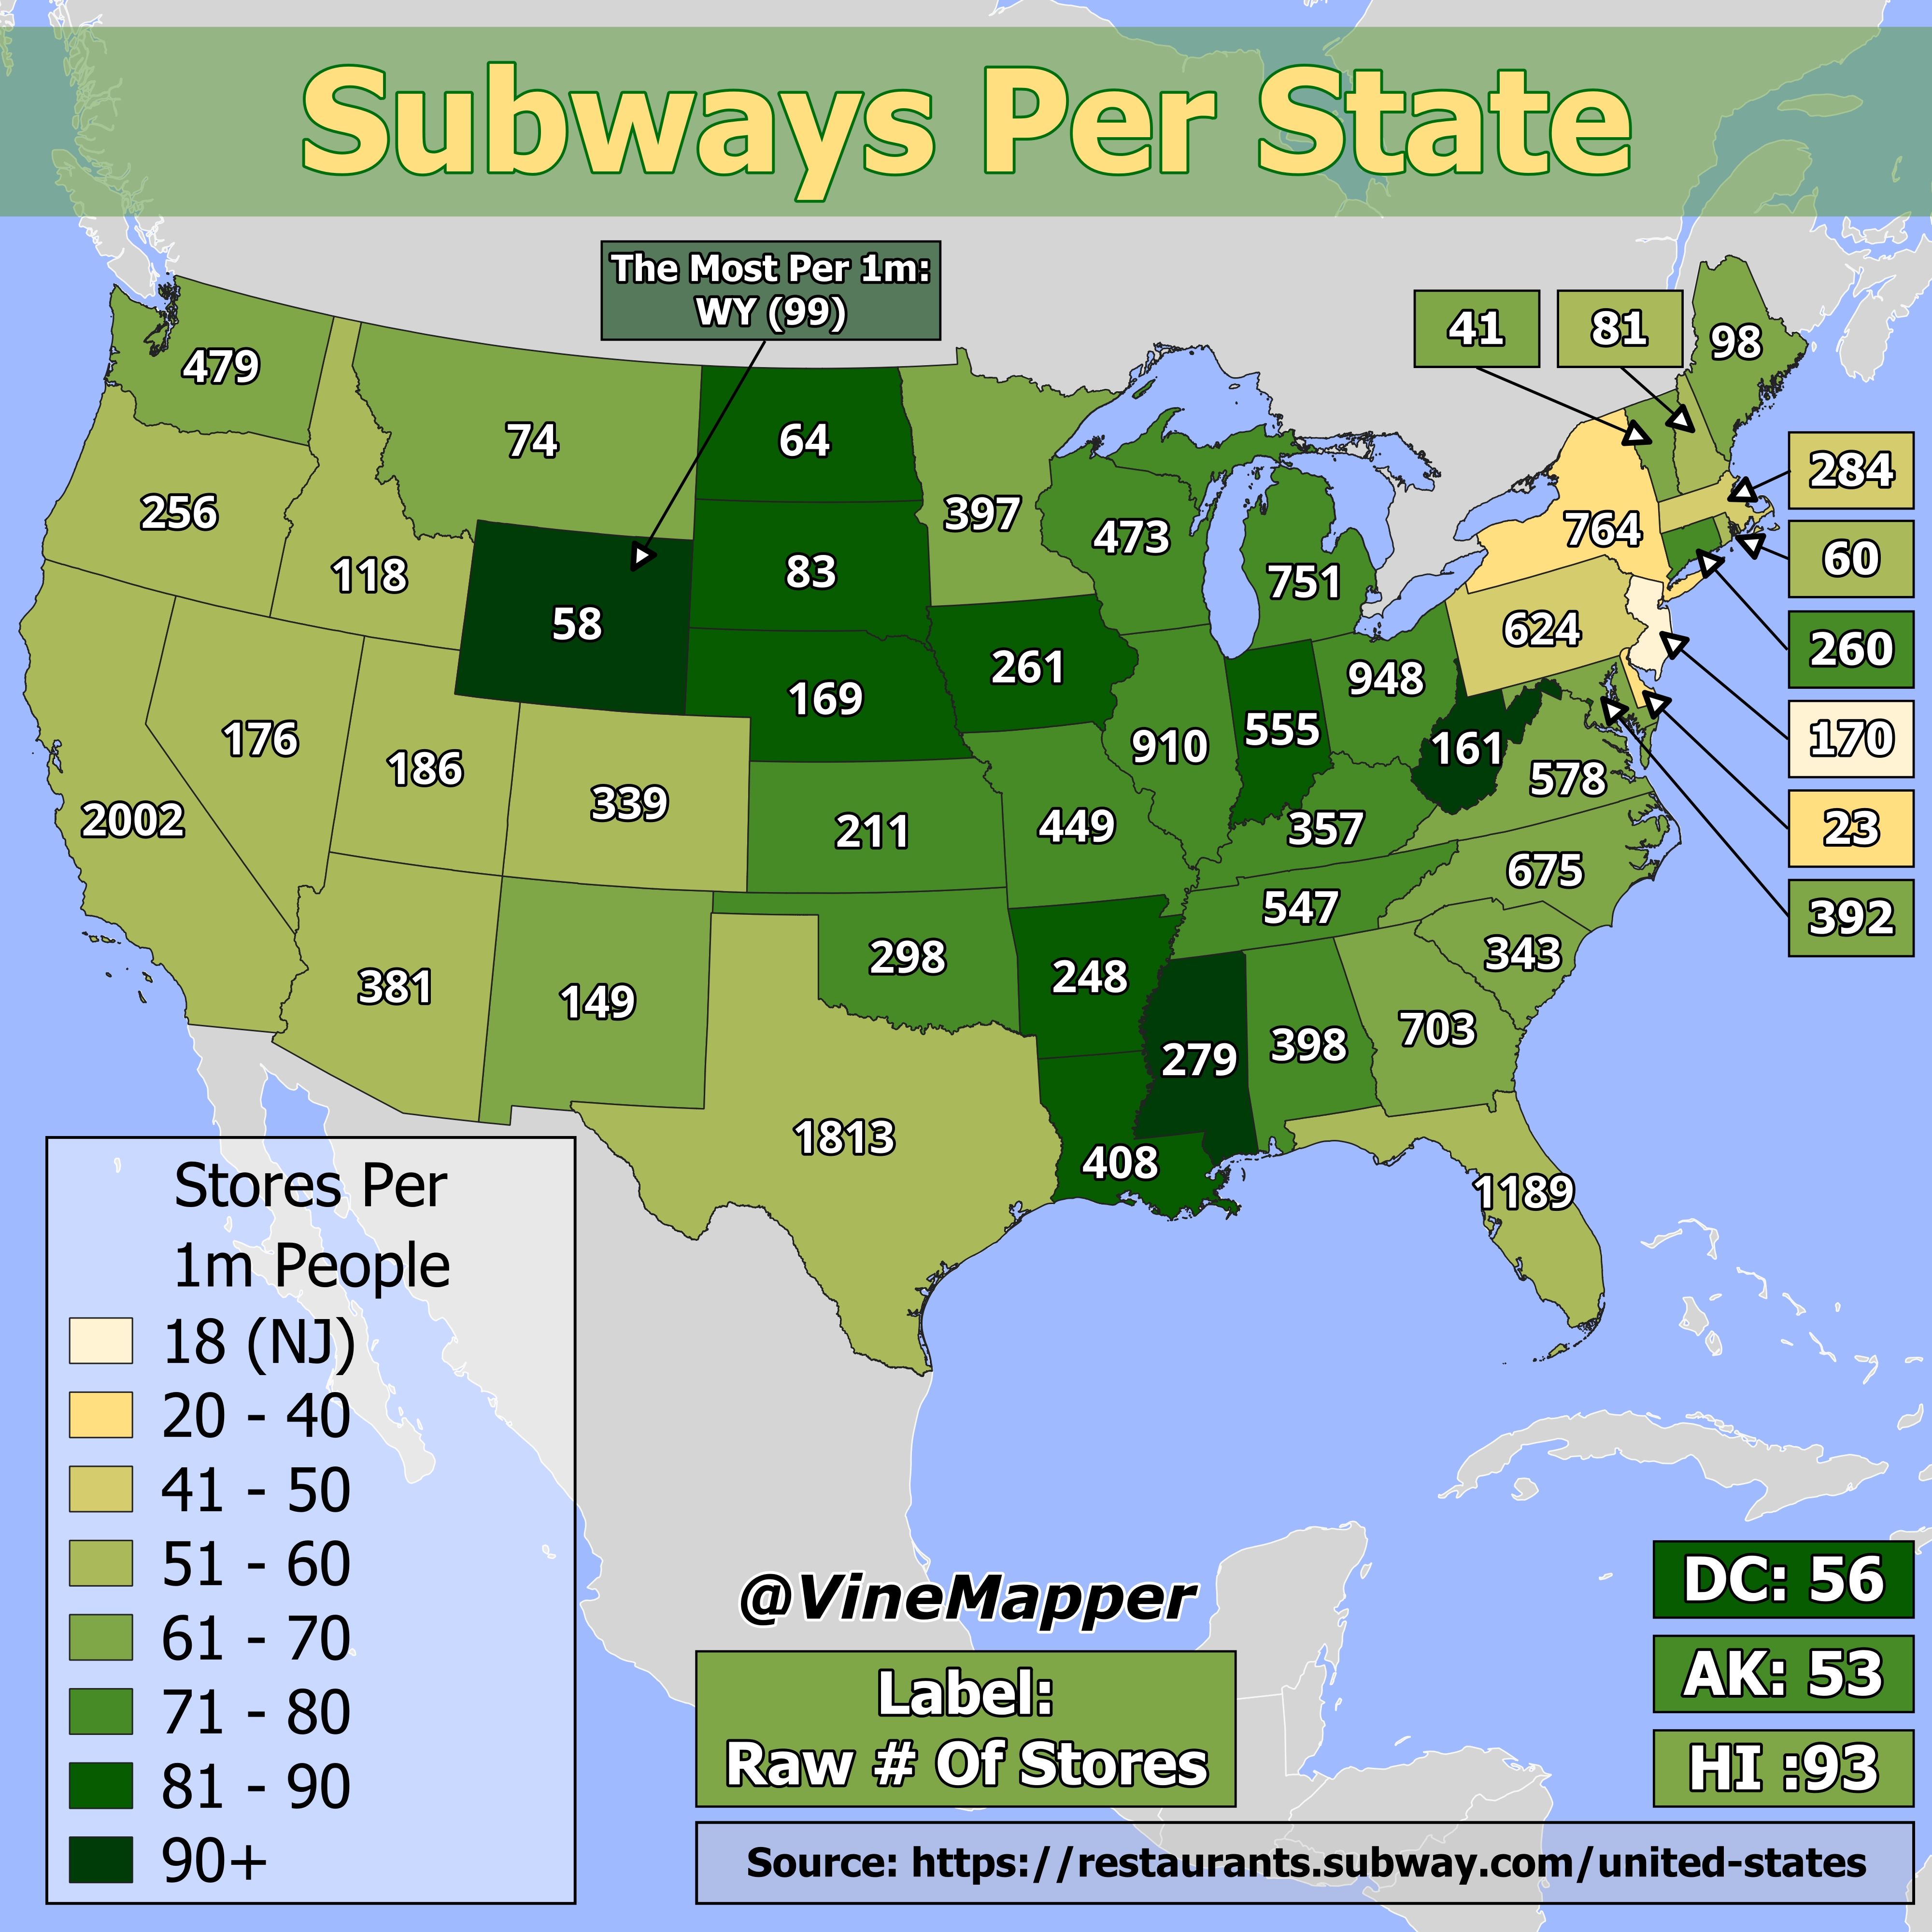 Subways Per State
The Most Per 1m:
WY (99)
41
81
98
479
74
64
397
473
284
256
118
58
83
751
764
60
260
624
169
261
948
555
910
161
170
176
186
339
578
2002
211
449
357
23
675
547
392
298
343
381
149
248
703
279
398
1813
408
1189
Stores Per
1m People
18 (NJ)
20 - 40
41 - 50
51 - 60
61 - 70
71 - 80
81 - 90
90+
@VineMapper
Label:
Raw # Of Stores
DC: 56
AK: 53
HI :93
Source: https://restaurants.subway.com/united-states